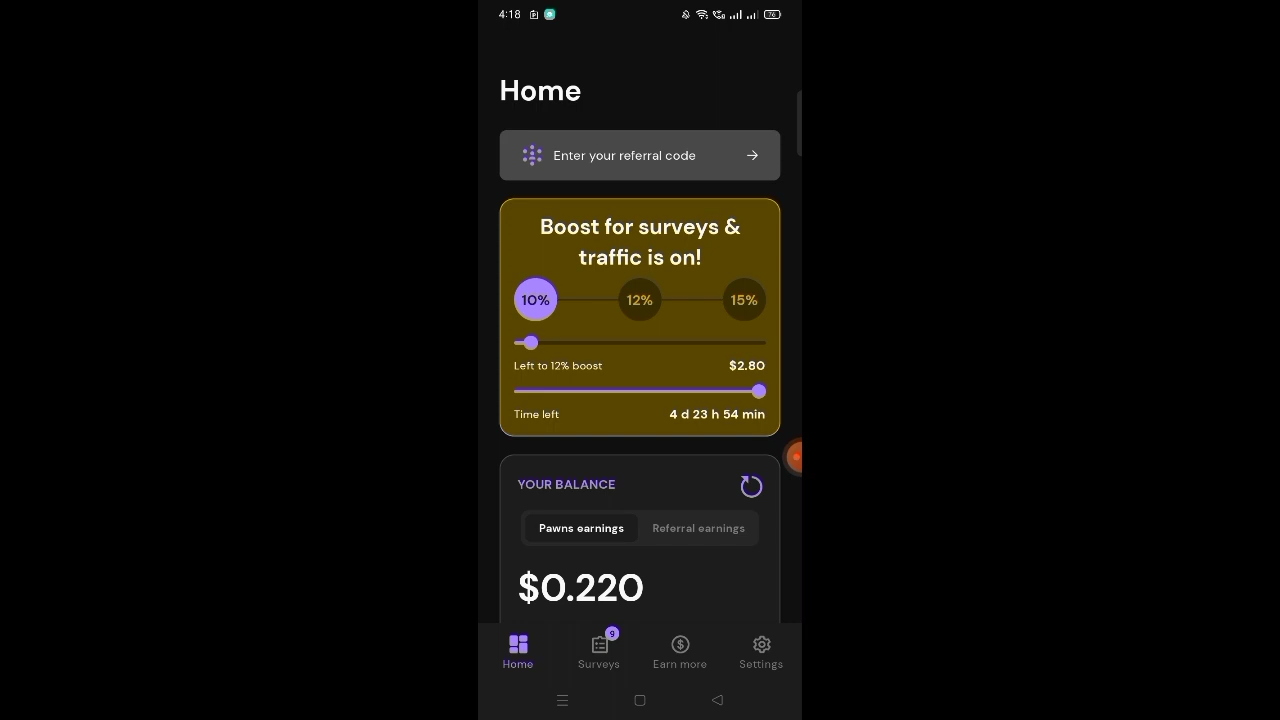 4:18
76
Home
Enter your referral code
Boost for surveys &
traffic is on!
10% 12% 15%
Left to 12% boost $2.80
Time left 4 d 23 h 54 min
YOUR BALANCE
Pawns earnings Referral earnings
$0.220
9
Home Surveys Earn more Settings